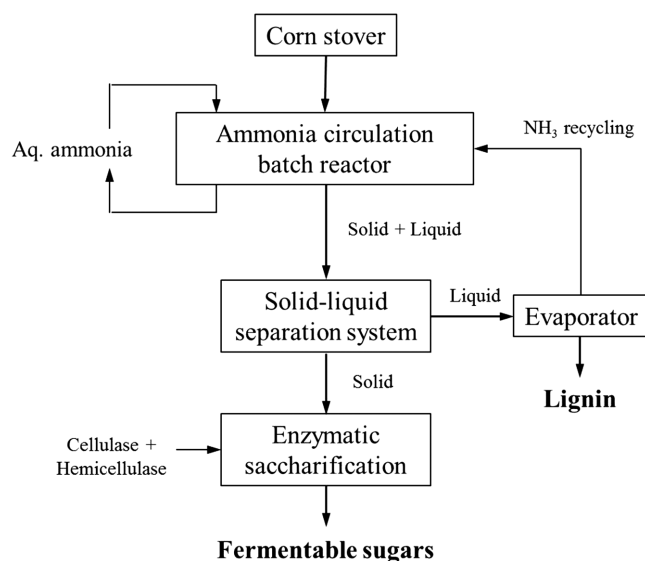 Corn stover
Ammonia circulation
batch reactor
Aq. ammonia
NH₃ recycling
Solid + Liquid
Solid-liquid
separation system
Liquid
Evaporator
Solid
Lignin
Cellulase +
Hemicellulase
Enzymatic
saccharification
Fermentable sugars